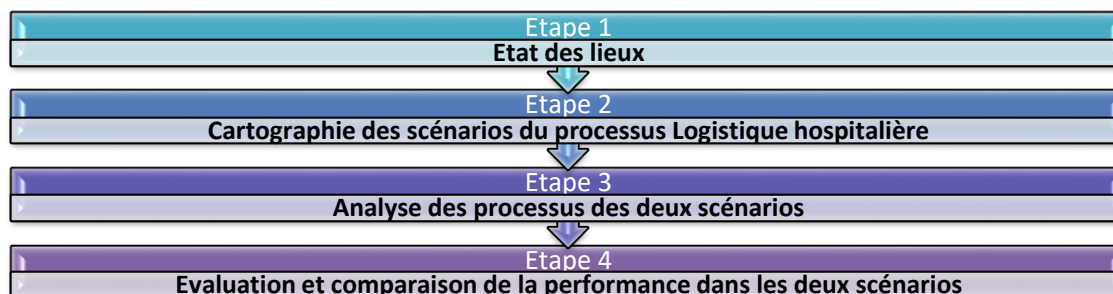 Etape 1
Etat des lieux
Etape 2
Cartographie des scénarios du processus Logistique hospitalière
Etape 3
Analyse des processus des deux scénarios
Etape 4
Evaluation et comparaison de la performance dans les deux scénarios